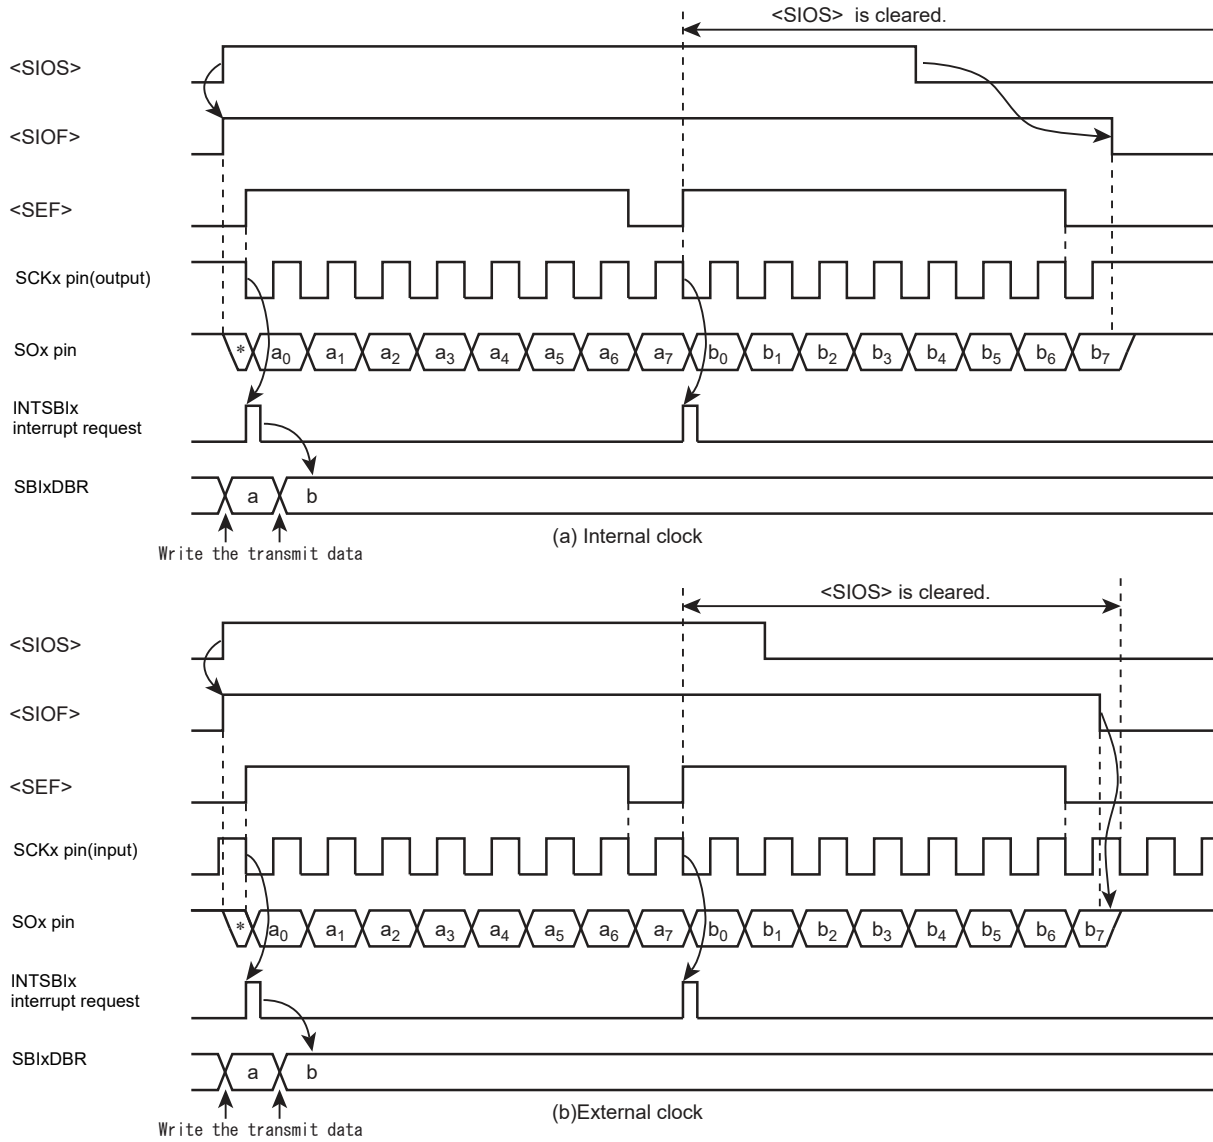 <SIOS> is cleared.
<SIOS>
<SIOF>
<SEF>
SCKx pin(output)
SOx pin
* a0 a1 a2 a3 a4 a5 a6 a7 b0 b1 b2 b3 b4 b5 b6 b7
INTSBIx
interrupt request
SBIxDBR
a b
(a) Internal clock
Write the transmit data
<SIOS> is cleared.
<SIOS>
<SIOF>
<SEF>
SCKx pin(input)
SOx pin
* a0 a1 a2 a3 a4 a5 a6 a7 b0 b1 b2 b3 b4 b5 b6 b7
INTSBIx
interrupt request
SBIxDBR
a b
(b)External clock
Write the transmit data